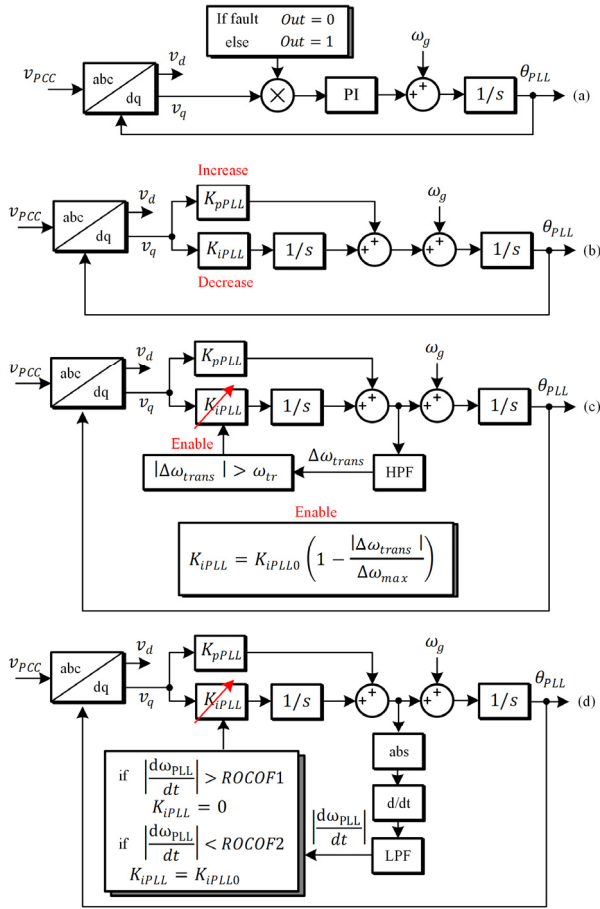 If fault Out = 0
else Out = 1
v_PCC
abc
dq
v_d
v_q
×
PI
ω_g
+
+
1/s
θ_PLL
(a)
Increase
v_PCC
abc
dq
v_d
v_q
K_pPLL
K_iPLL
Decrease
1/s
+
+
ω_g
+
+
1/s
θ_PLL
(b)
v_PCC
abc
dq
v_d
v_q
K_pPLL
K_iPLL
1/s
+
+
ω_g
+
+
1/s
θ_PLL
(c)
Enable
|Δω_trans| > ω_tr
Δω_trans
HPF
Enable
K_iPLL = K_iPLL0 (1 − |Δω_trans| / Δω_max)
v_PCC
abc
dq
v_d
v_q
K_pPLL
K_iPLL
1/s
+
+
ω_g
+
+
1/s
θ_PLL
(d)
abs
d/dt
LPF
|dω_PLL / dt|
if |dω_PLL / dt| > ROCOF1
K_iPLL = 0
if |dω_PLL / dt| < ROCOF2
K_iPLL = K_iPLL0